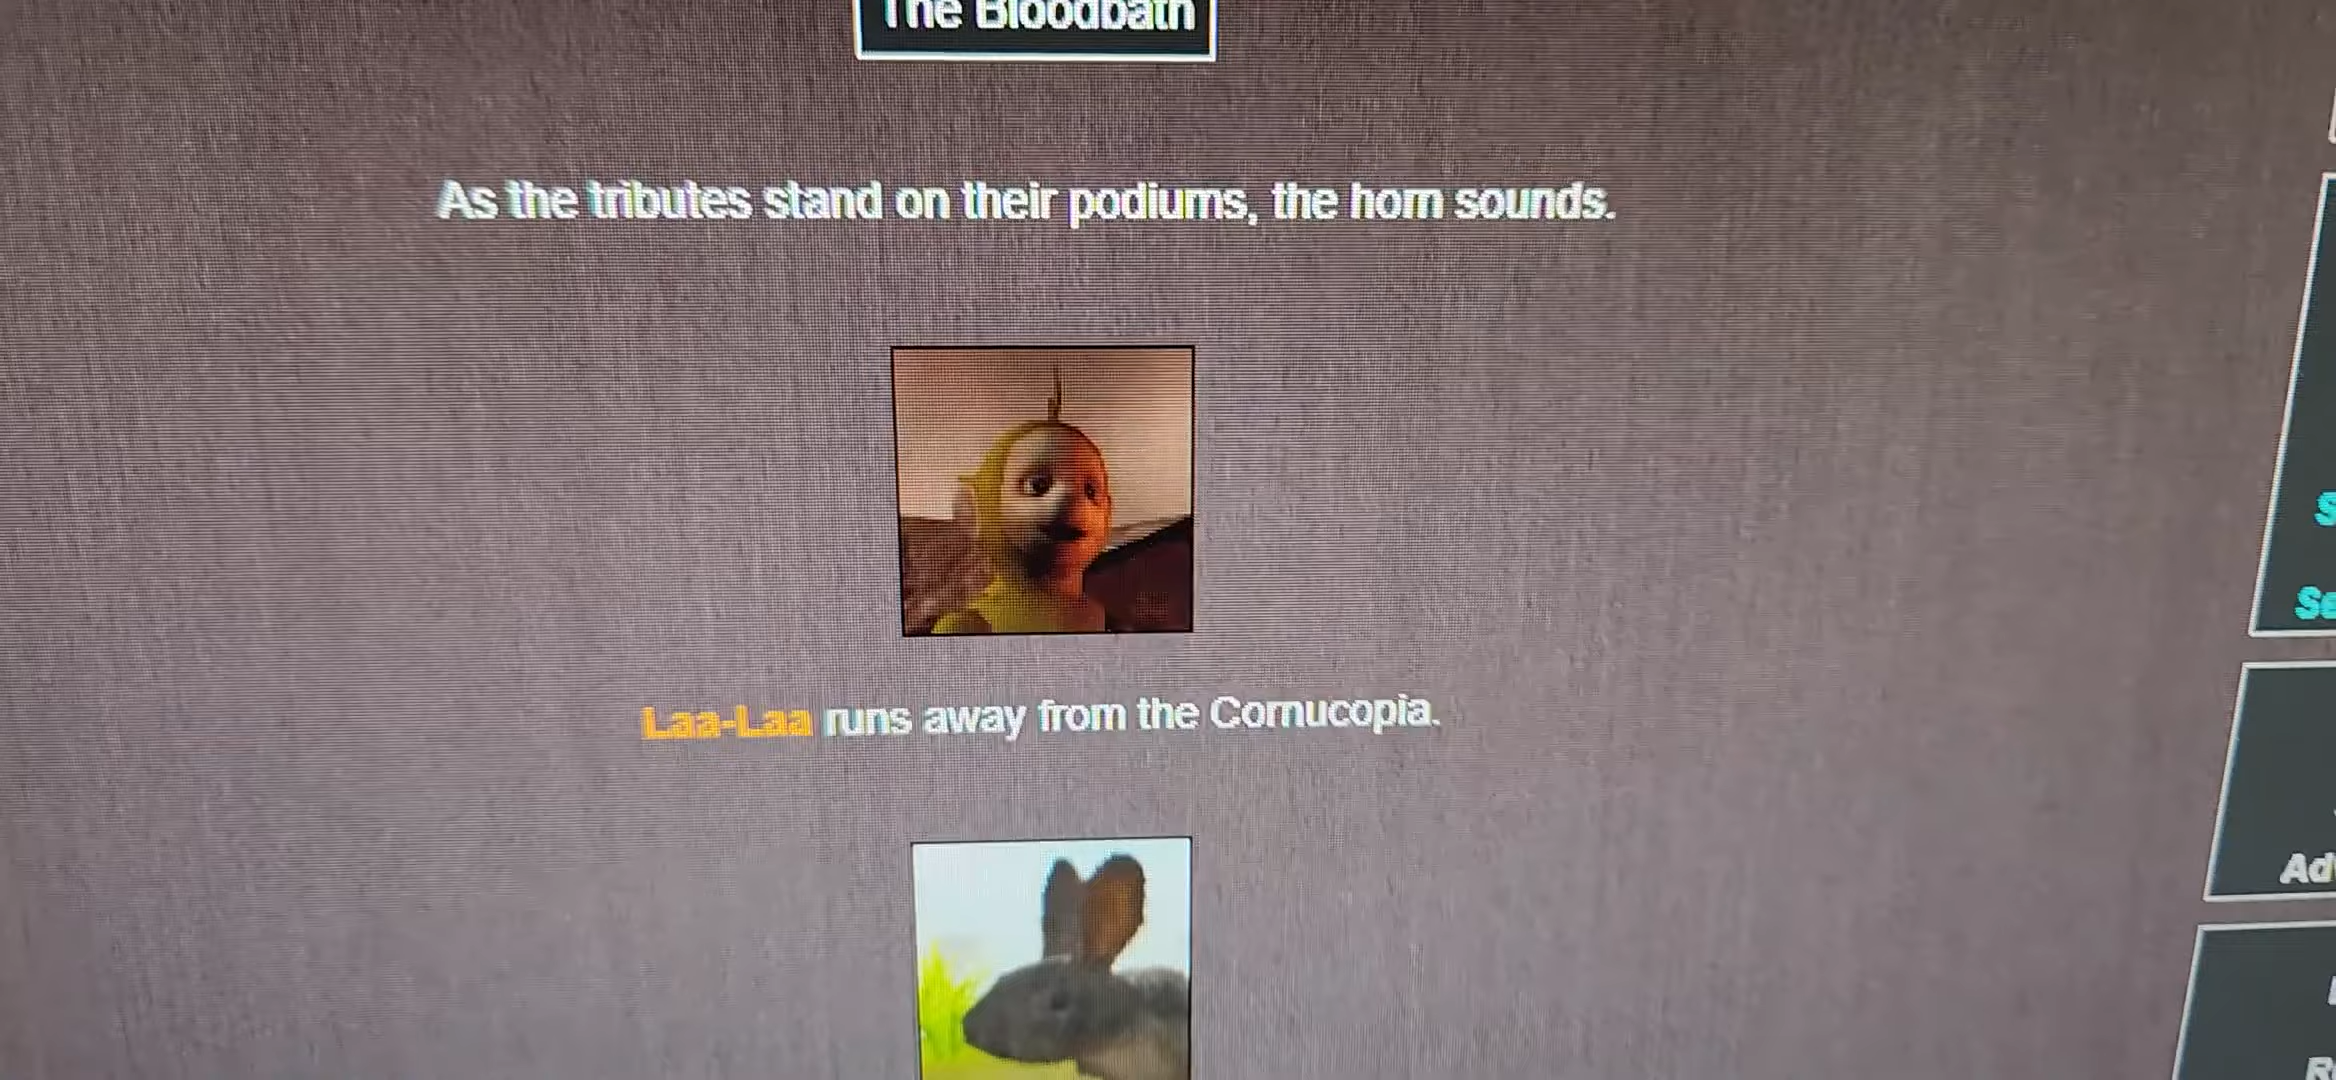 The Bloodbath
As the tributes stand on their podiums, the horn sounds.
Laa-Laa runs away from the Cornucopia.